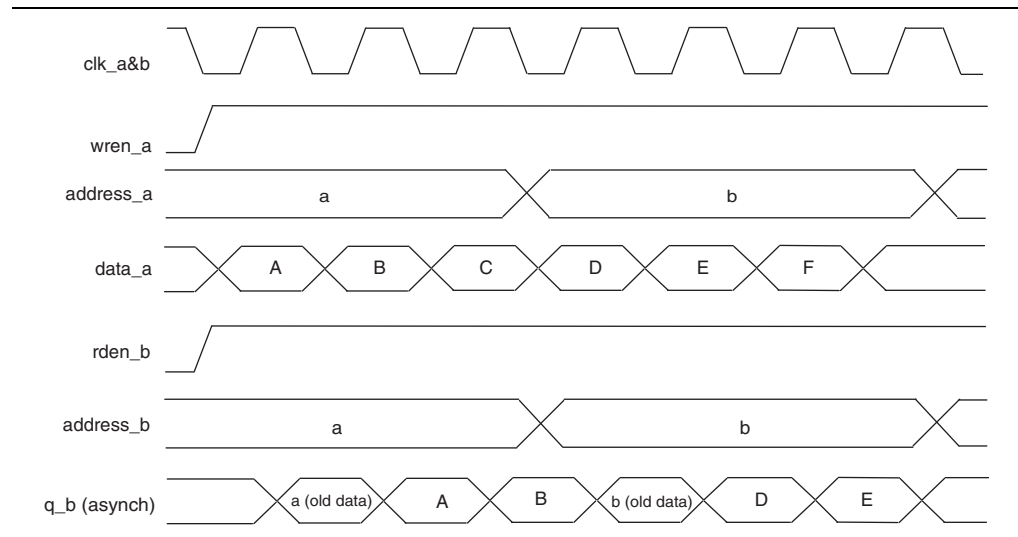 clk_a&b
wren_a
address_a a b
data_a A B C D E F
rden_b
address_b a b
q_b (asynch) a (old data) A B b (old data) D E